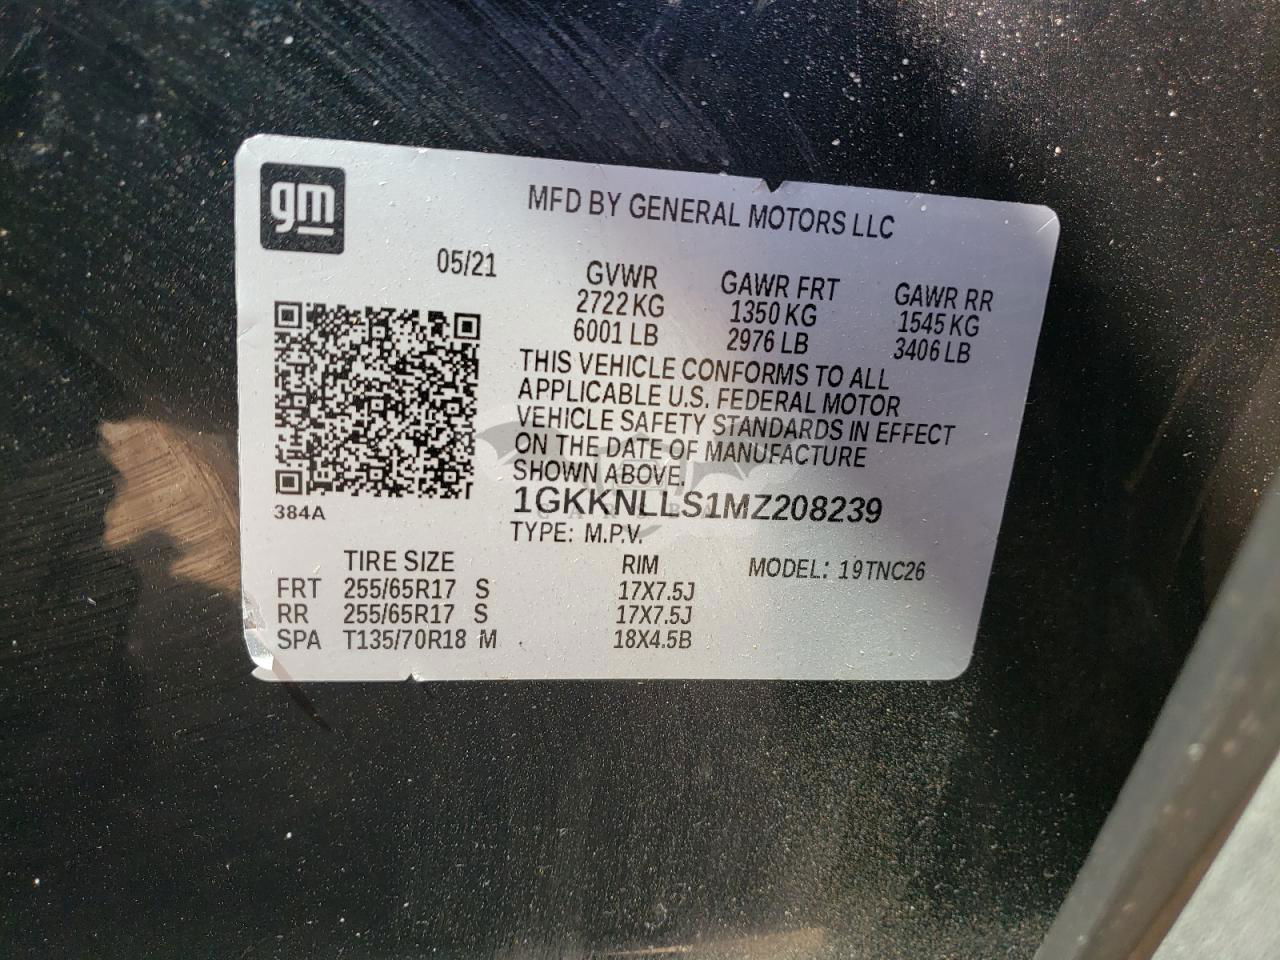 gm
MFD BY GENERAL MOTORS LLC
05/21
GVWR GAWR FRT GAWR RR
2722 KG 1350 KG 1545 KG
6001 LB 2976 LB 3406 LB
THIS VEHICLE CONFORMS TO ALL
APPLICABLE U.S. FEDERAL MOTOR
VEHICLE SAFETY STANDARDS IN EFFECT
ON THE DATE OF MANUFACTURE
SHOWN ABOVE.
384A
1GKKNLLS1MZ208239
TYPE: M.P.V.
TIRE SIZE RIM MODEL: 19TNC26
FRT 255/65R17 S 17X7.5J
RR 255/65R17 S 17X7.5J
SPA T135/70R18 M 18X4.5B